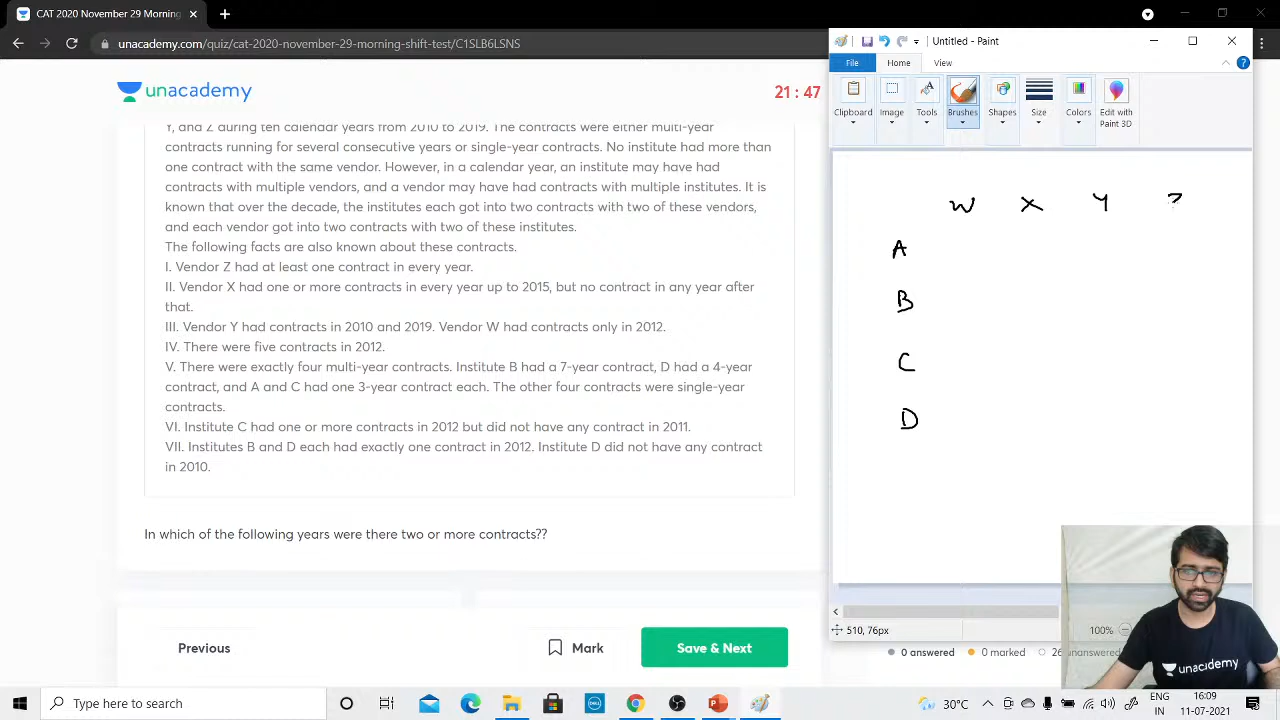 CAT 2020 November 29 Morning
unacademy.com/quiz/cat-2020-november-29-morning-shift-test/C1SLB6LSNS
Untitled - Paint
File
Home
View
Clipboard
Image
Tools
Brushes
Shapes
Size
Colors
Edit with
Paint 3D
unacademy
21 : 47
Y, and Z during ten calendar years from 2010 to 2019. The contracts were either multi-year
contracts running for several consecutive years or single-year contracts. No institute had more than
one contract with the same vendor. However, in a calendar year, an institute may have had
contracts with multiple vendors, and a vendor may have had contracts with multiple institutes. It is
known that over the decade, the institutes each got into two contracts with two of these vendors,
and each vendor got into two contracts with two of these institutes.
The following facts are also known about these contracts.
I. Vendor Z had at least one contract in every year.
II. Vendor X had one or more contracts in every year up to 2015, but no contract in any year after
that.
III. Vendor Y had contracts in 2010 and 2019. Vendor W had contracts only in 2012.
IV. There were five contracts in 2012.
V. There were exactly four multi-year contracts. Institute B had a 7-year contract, D had a 4-year
contract, and A and C had one 3-year contract each. The other four contracts were single-year
contracts.
VI. Institute C had one or more contracts in 2012 but did not have any contract in 2011.
VII. Institutes B and D each had exactly one contract in 2012. Institute D did not have any contract
in 2010.
In which of the following years were there two or more contracts??
Previous
Mark
Save & Next
W X Y
A
B
C
D
510, 76px
100%
0 answered
0 marked
26 unanswered
unacademy
Type here to search
30°C
ENG
IN
16:09
11-07-2021